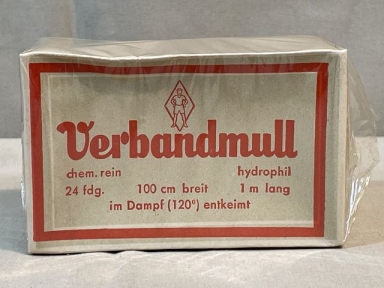 Verbandmull
chem. rein hydrophil
24 fdg. 100 cm breit 1 m lang
im Dampf (120°) entkeimt